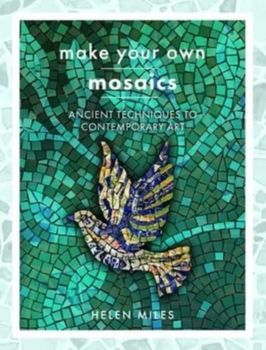 make your own
mosaics
ANCIENT TECHNIQUES TO
CONTEMPORARY ART
HELEN MILES